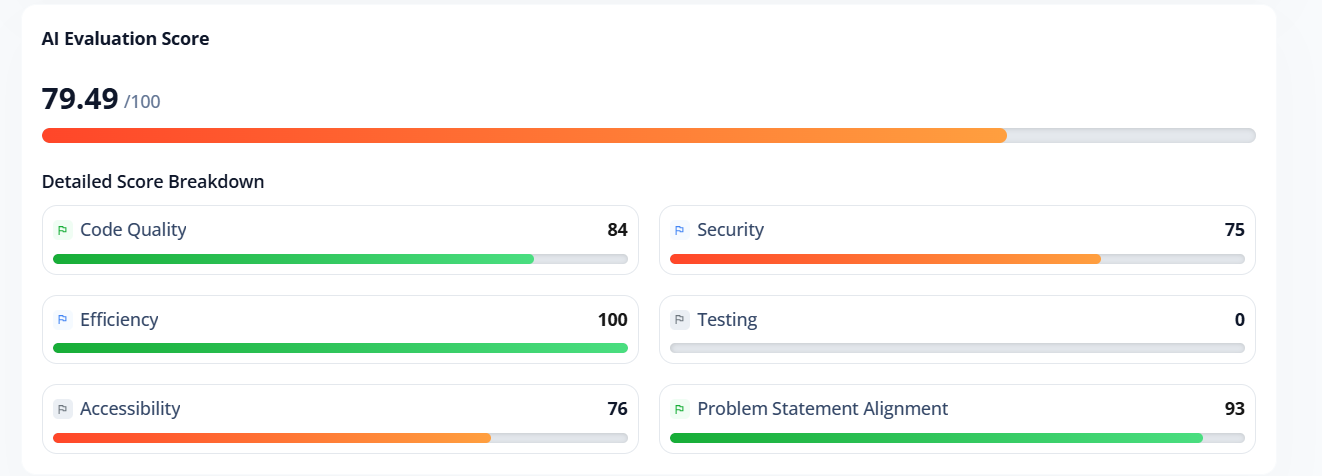 AI Evaluation Score
79.49 /100
Detailed Score Breakdown
Code Quality 84
Security 75
Efficiency 100
Testing 0
Accessibility 76
Problem Statement Alignment 93